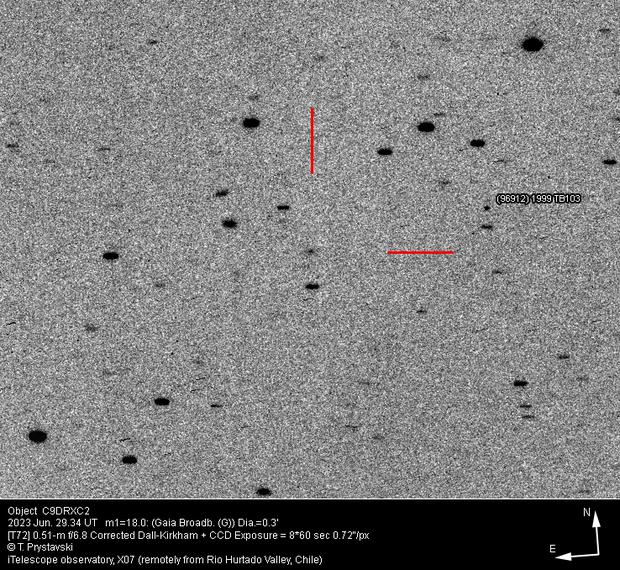 (96912) 1999 TB103
Object C9DRXC2
2023 Jun. 29.34 UT m1=18.0: (Gaia Broadb. (G)) Dia.=0.3'
[T72] 0.51-m f/6.8 Corrected Dall-Kirkham + CCD Exposure = 8*60 sec 0.72"/px
© T. Prystavski
iTelescope observatory, X07 (remotely from Rio Hurtado Valley, Chile)
N
E